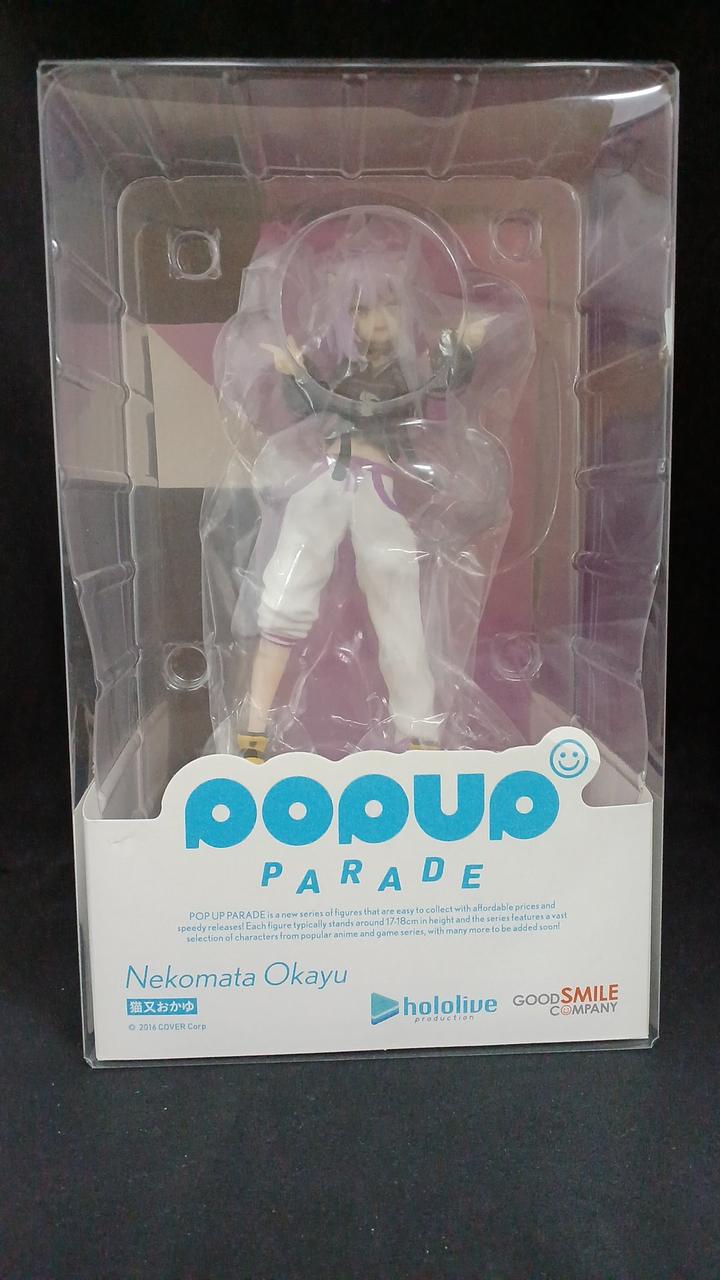 POPUP
PARADE
POP UP PARADE is a new series of figures that are easy to collect with affordable prices and
speedy releases! Each figure typically stands around 17-18cm in height and the series features a vast
selection of characters from popular anime and game series, with many more to be added soon!
Nekomata Okayu
猫又おかゆ
© 2016 COVER Corp
hololive
production
GOOD SMILE
COMPANY